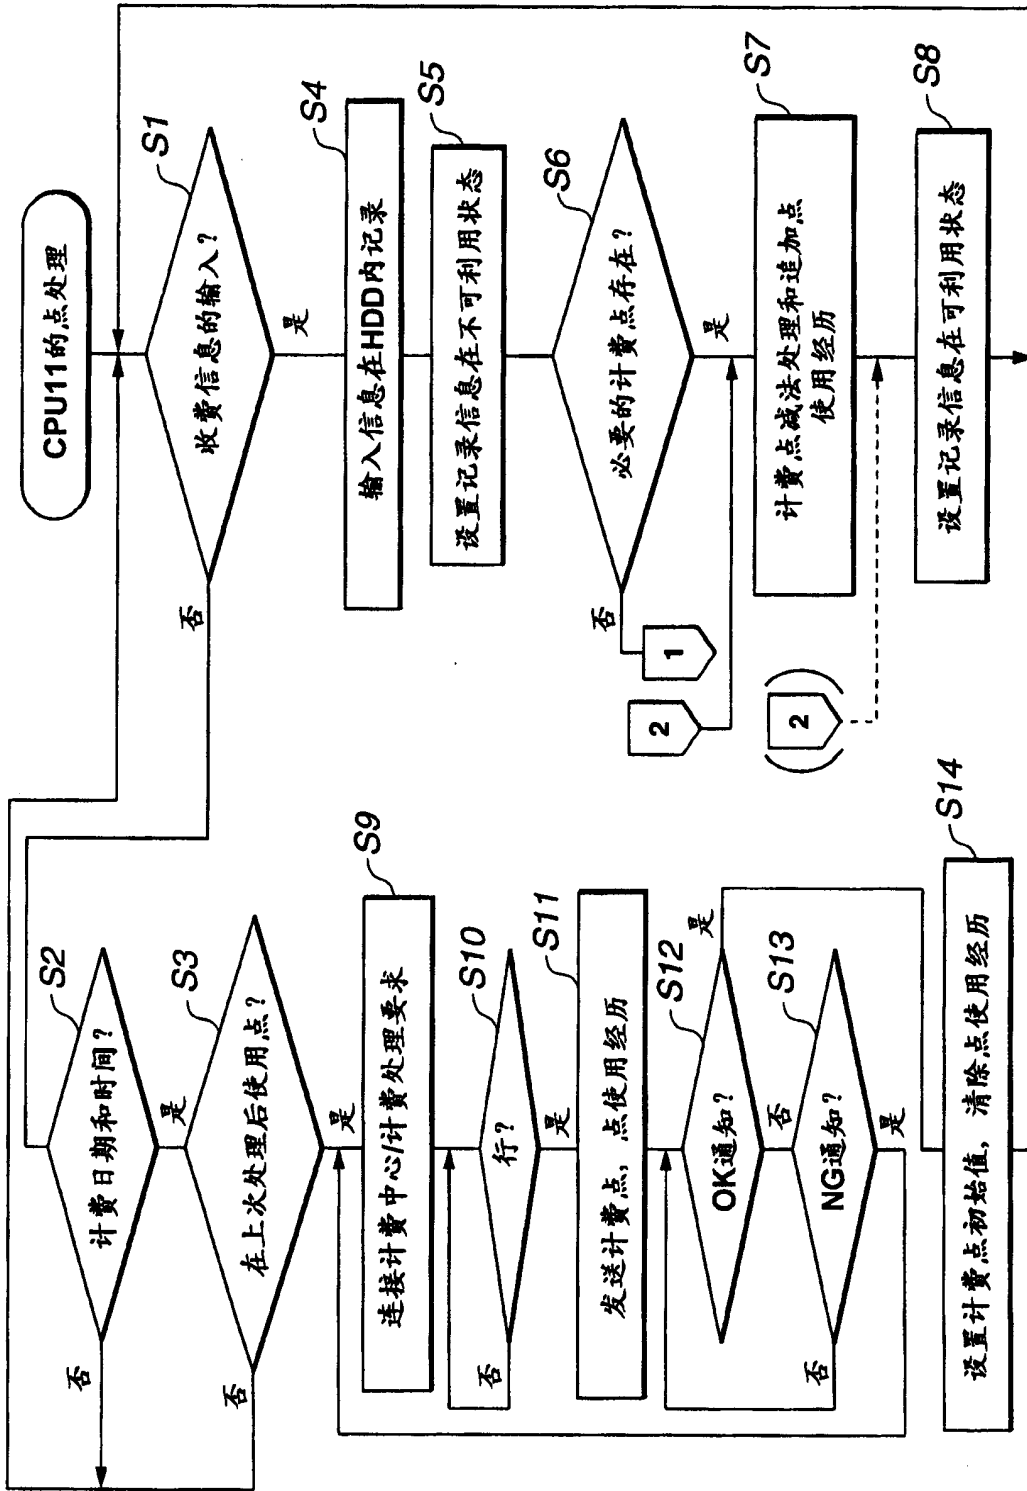 CPU11的点处理
S1
收费信息的输入?
是
否
S4
输入信息在HDD内记录
S5
设置记录信息在不可利用状态
S6
必要的计费点存在?
是
否
1
2
S7
计费点减法处理和追加点
使用经历
2
S8
设置记录信息在可利用状态
S2
计费日期和时间?
是
否
S3
在上次处理后使用点?
是
否
S9
连接计费中心/计费处理要求
S10
行?
是
否
S11
发送计费点, 点使用经历
S12
OK通知?
是
否
S13
NG通知?
是
否
S14
设置计费点初始值, 清除点使用经历